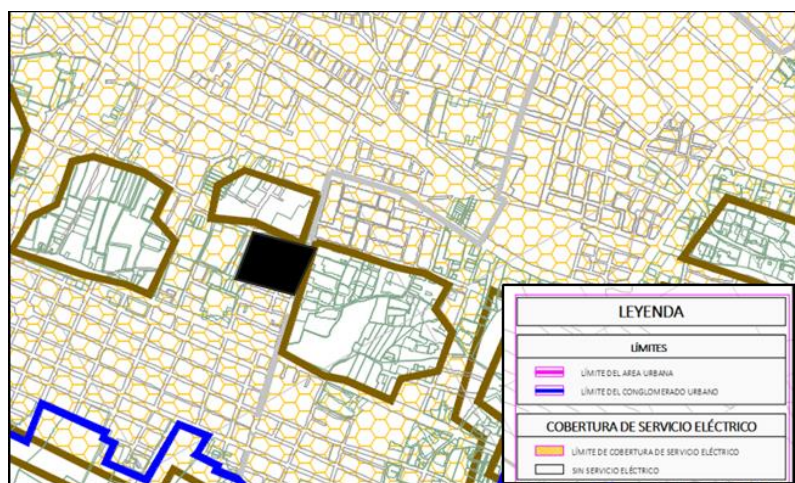 LEYENDA
LÍMITES
LÍMITE DEL AREA URBANA
LÍMITE DEL CONGLOMERADO URBANO
COBERTURA DE SERVICIO ELÉCTRICO
LÍMITE DE COBERTURA DE SERVICIO ELÉCTRICO
SIN SERVICIO ELÉCTRICO